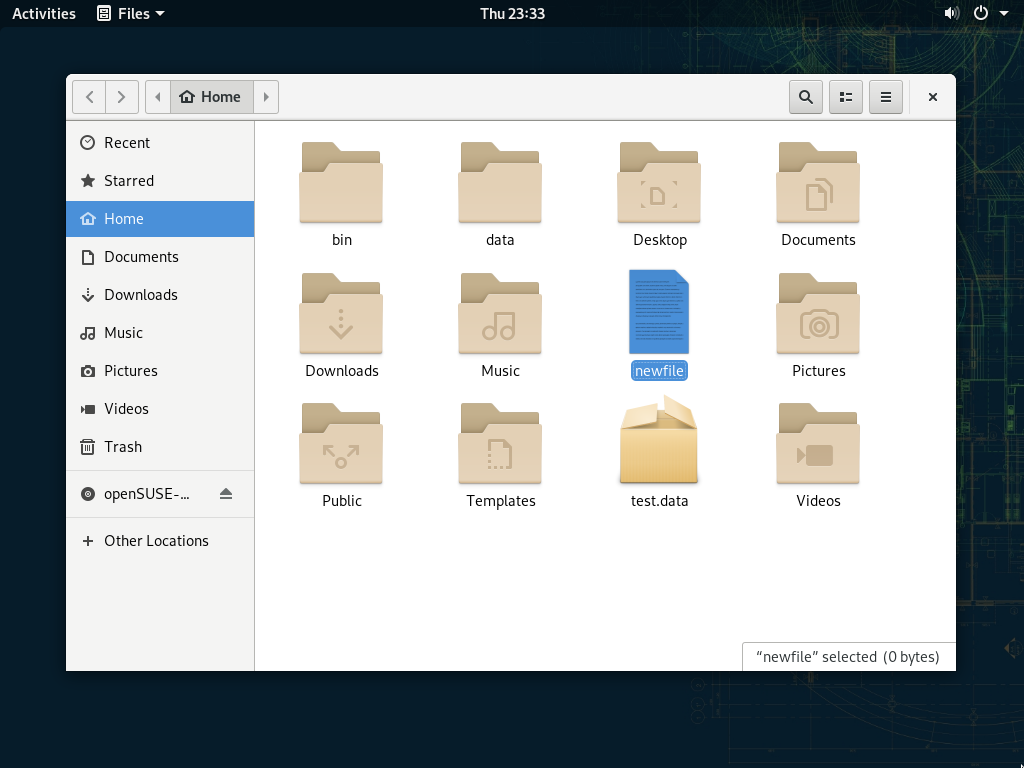 Activities
Files
Thu 23:33
Home
Recent
Starred
Home
Documents
Downloads
Music
Pictures
Videos
Trash
openSUSE-...
Other Locations
bin
data
Desktop
Documents
Downloads
Music
newfile
Pictures
Public
Templates
test.data
Videos
“newfile” selected (0 bytes)